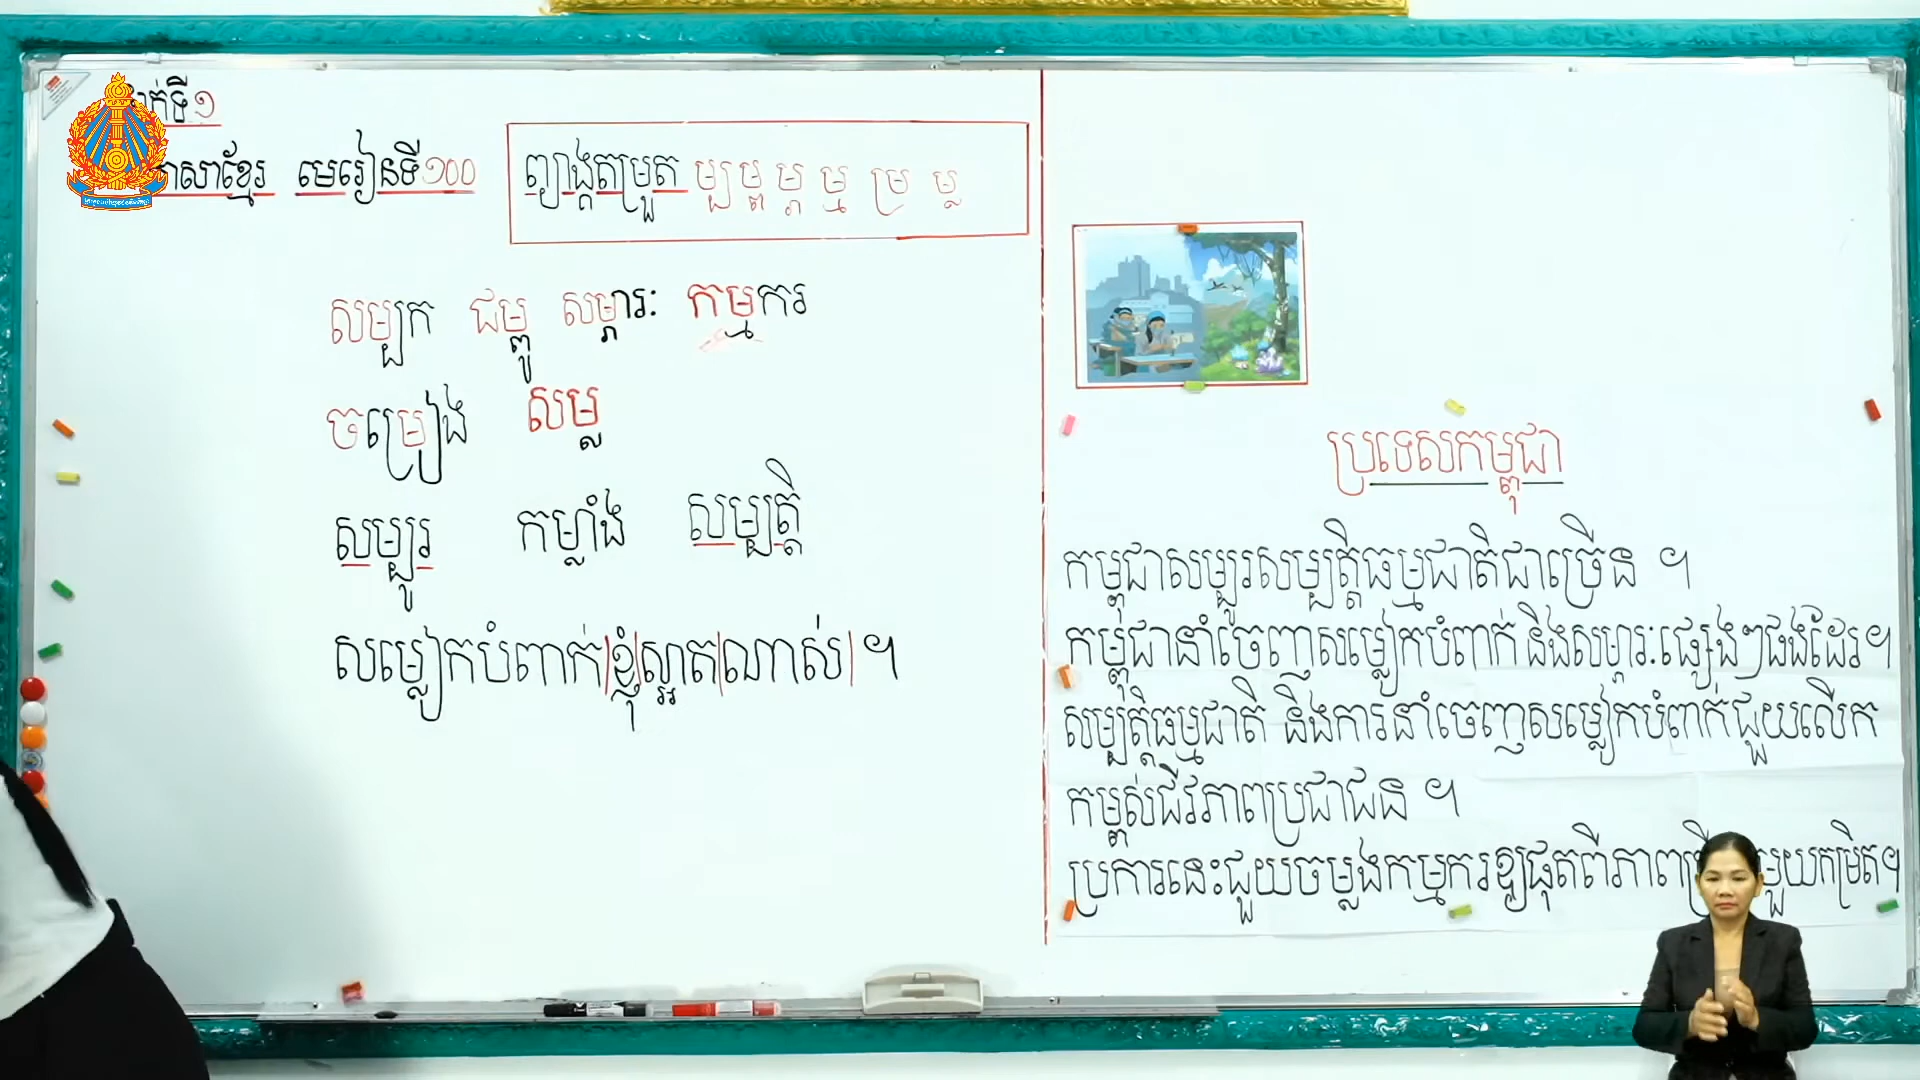 ភាសាខ្មែរ មេរៀនទី១០០
ព្យាង្គតម្រួត ម្ប ម្ព ម្ភ ម្ម ម្រ ម្ល
សម្បក ជម្ពូ សម្ភារៈ កម្មករ
ចម្រៀង សម្ល
សម្បូរ កម្លាំង សម្បត្តិ
សម្លៀកបំពាក់|ខ្ញុំ|ស្អាត|ណាស់|។
ប្រទេសកម្ពុជា
កម្ពុជាសម្បូរសម្បត្តិធម្មជាតិជាច្រើន ។
កម្ពុជានាំចេញសម្លៀកបំពាក់ និងសម្ភារៈផ្សេងៗផងដែរ។
សម្បត្តិធម្មជាតិ និងការនាំចេញសម្លៀកបំពាក់ជួយលើក
កម្ពស់ជីវភាពប្រជាជន ។
ប្រការនេះជួយចម្លងកម្មករឱ្យផុតពីភាព មួយកម្រិត។